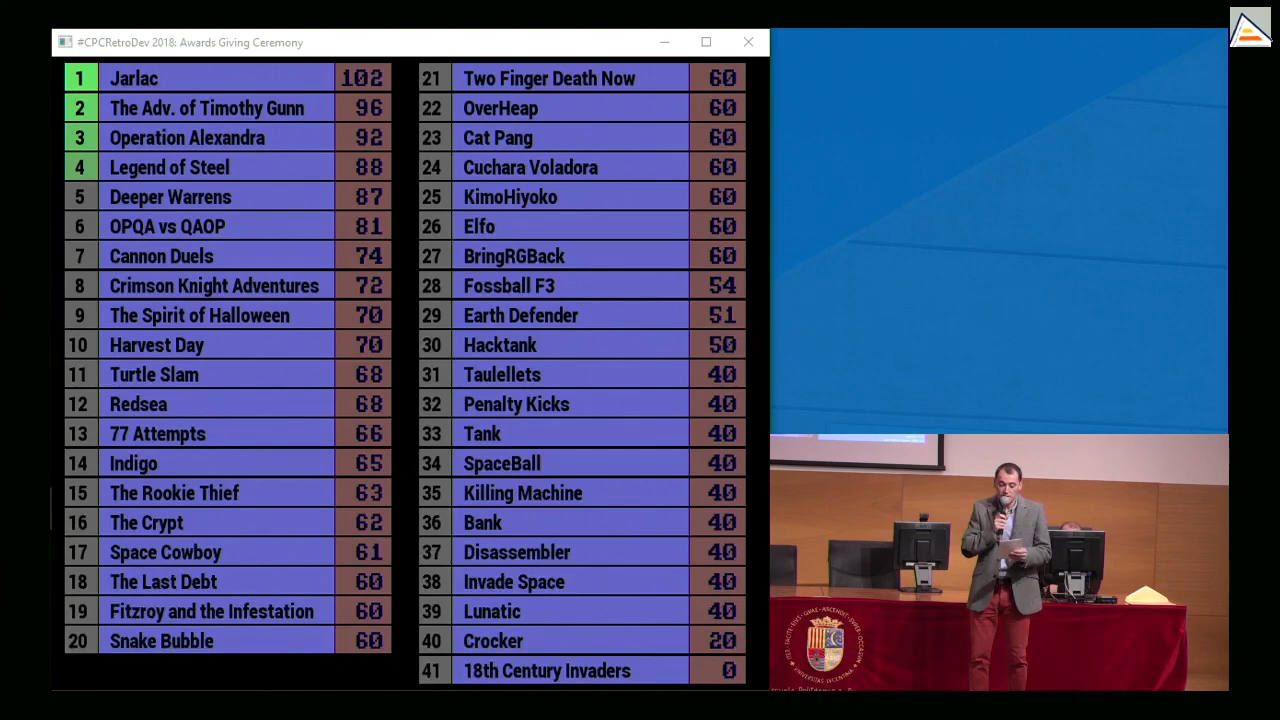 #CPCRetroDev 2018: Awards Giving Ceremony
1 Jarlac 102
2 The Adv. of Timothy Gunn 96
3 Operation Alexandra 92
4 Legend of Steel 88
5 Deeper Warrens 87
6 OPQA vs QAOP 81
7 Cannon Duels 74
8 Crimson Knight Adventures 72
9 The Spirit of Halloween 70
10 Harvest Day 70
11 Turtle Slam 68
12 Redsea 68
13 77 Attempts 66
14 Indigo 65
15 The Rookie Thief 63
16 The Crypt 62
17 Space Cowboy 61
18 The Last Debt 60
19 Fitzroy and the Infestation 60
20 Snake Bubble 60
21 Two Finger Death Now 60
22 OverHeap 60
23 Cat Pang 60
24 Cuchara Voladora 60
25 KimoHiyoko 60
26 Elfo 60
27 BringRGBack 60
28 Fossball F3 54
29 Earth Defender 51
30 Hacktank 50
31 Taulellets 40
32 Penalty Kicks 40
33 Tank 40
34 SpaceBall 40
35 Killing Machine 40
36 Bank 40
37 Disassembler 40
38 Invade Space 40
39 Lunatic 40
40 Crocker 20
41 18th Century Invaders 0